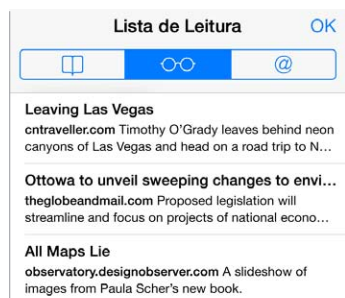 Lista de Leitura OK
@
Leaving Las Vegas
cntraveller.com Timothy O'Grady leaves behind neon
canyons of Las Vegas and head on a road trip to N...
Ottowa to unveil sweeping changes to envi...
theglobeandmail.com Proposed legislation will
streamline and focus on projects of national econo...
All Maps Lie
observatory.designobserver.com A slideshow of
images from Paula Scher's new book.